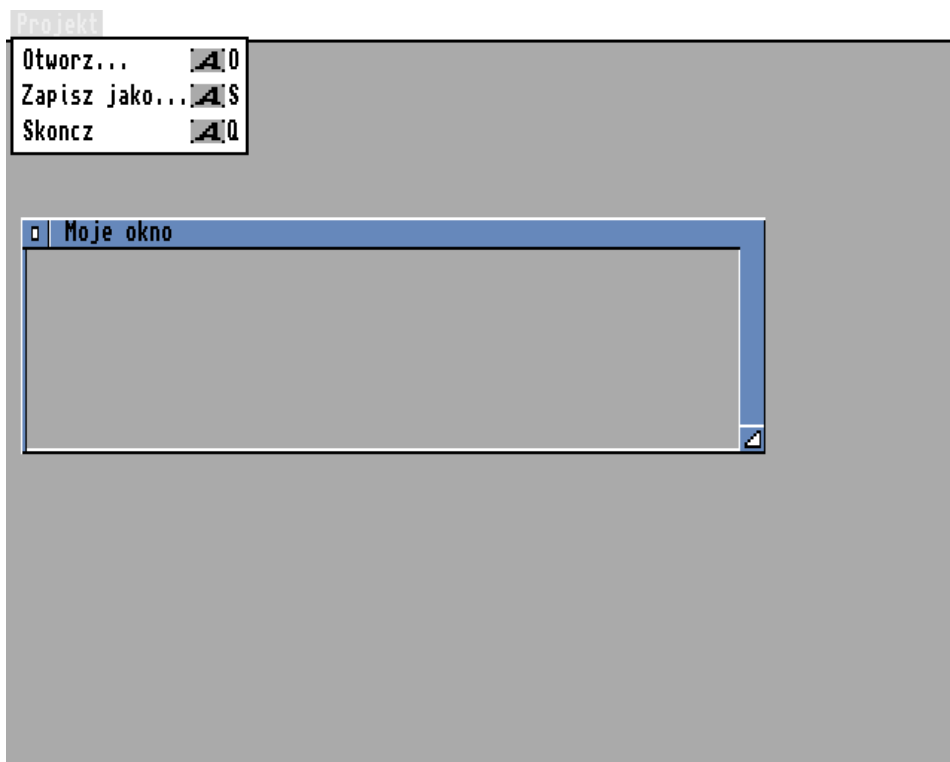 Projekt
Otworz... A O
Zapisz jako... A S
Skoncz A Q
Moje okno